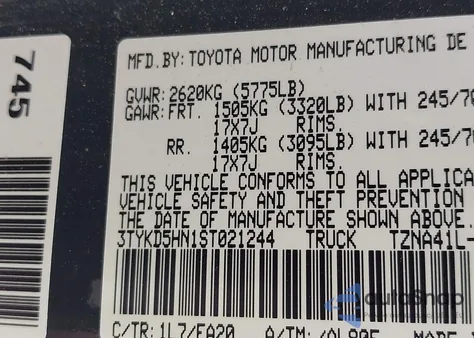 745
MFD.BY:TOYOTA MOTOR MANUFACTURING DE
GVWR:2620KG (5775LB)
GAWR:FRT. 1505KG (3320LB) WITH 245/70
17X7J RIMS.
RR. 1405KG (3095LB) WITH 245/7
17X7J RIMS.
THIS VEHICLE CONFORMS TO ALL APPLICA
VEHICLE SAFETY AND THEFT PREVENTION
THE DATE OF MANUFACTURE SHOWN ABOVE.
3TYKD5HN1ST021244 TRUCK TZNA41L-
autoSnap
C/TR:1L7/FA20 A/TM: